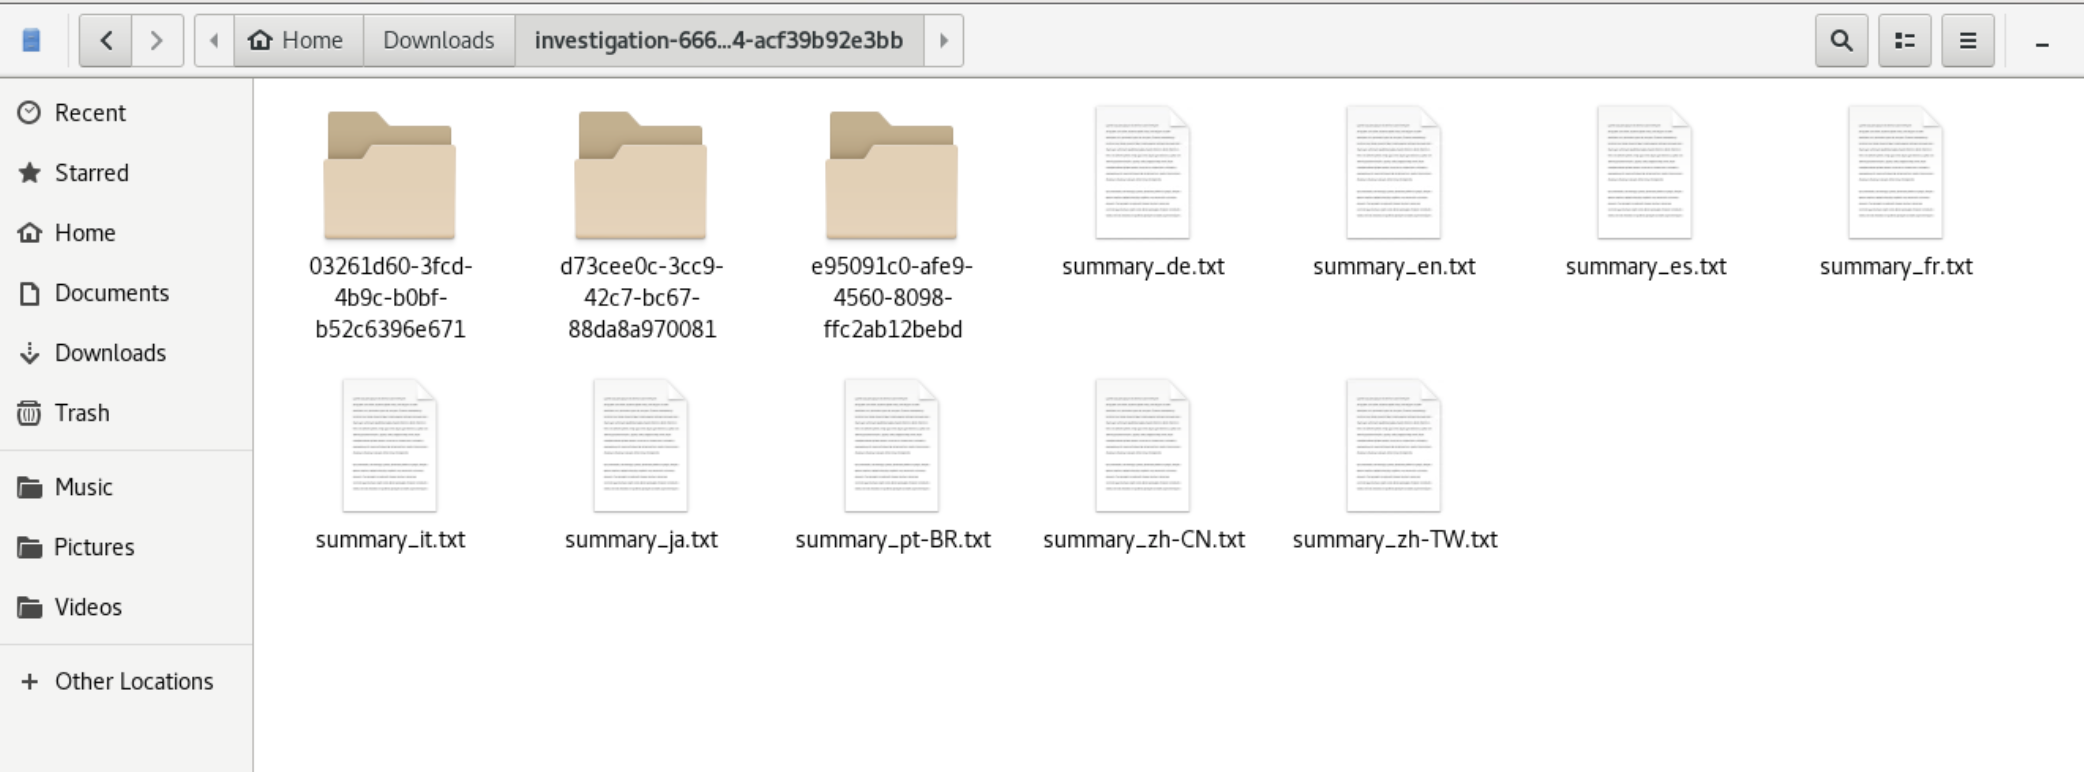 Home
Downloads
investigation-666...4-acf39b92e3bb
Recent
Starred
Home
Documents
Downloads
Trash
Music
Pictures
Videos
Other Locations
03261d60-3fcd-
4b9c-b0bf-
b52c6396e671
d73cee0c-3cc9-
42c7-bc67-
88da8a970081
e95091c0-afe9-
4560-8098-
ffc2ab12bebd
summary_de.txt
summary_en.txt
summary_es.txt
summary_fr.txt
summary_it.txt
summary_ja.txt
summary_pt-BR.txt
summary_zh-CN.txt
summary_zh-TW.txt